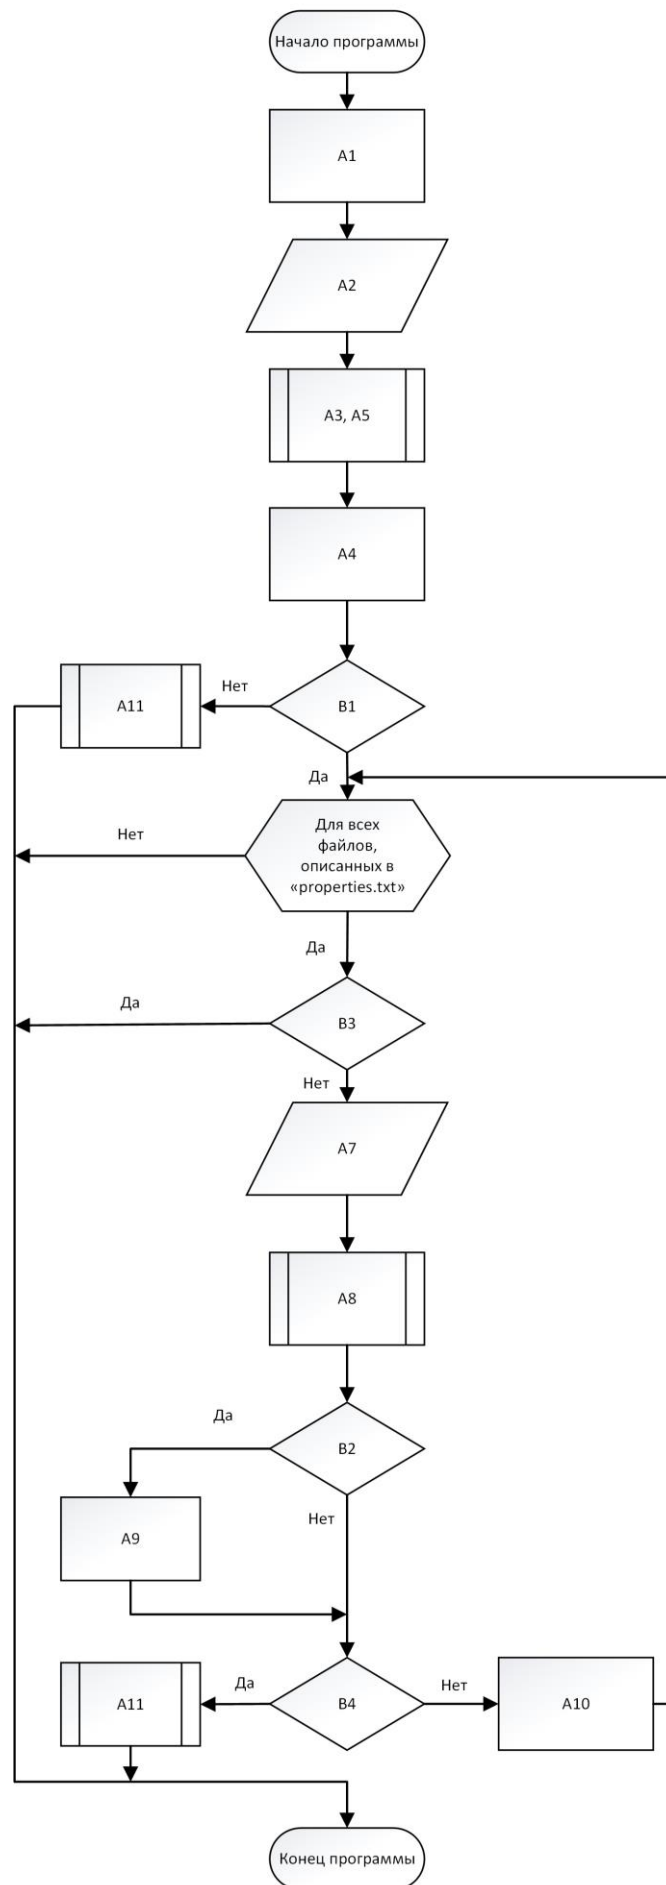 Начало программы
A1
A2
A3, A5
A4
Нет
A11
B1
Да
Для всех
файлов,
описанных в
«properties.txt»
Нет
Да
Да
B3
Нет
A7
A8
Да
B2
Нет
A9
A11
Да
B4
Нет
A10
Конец программы